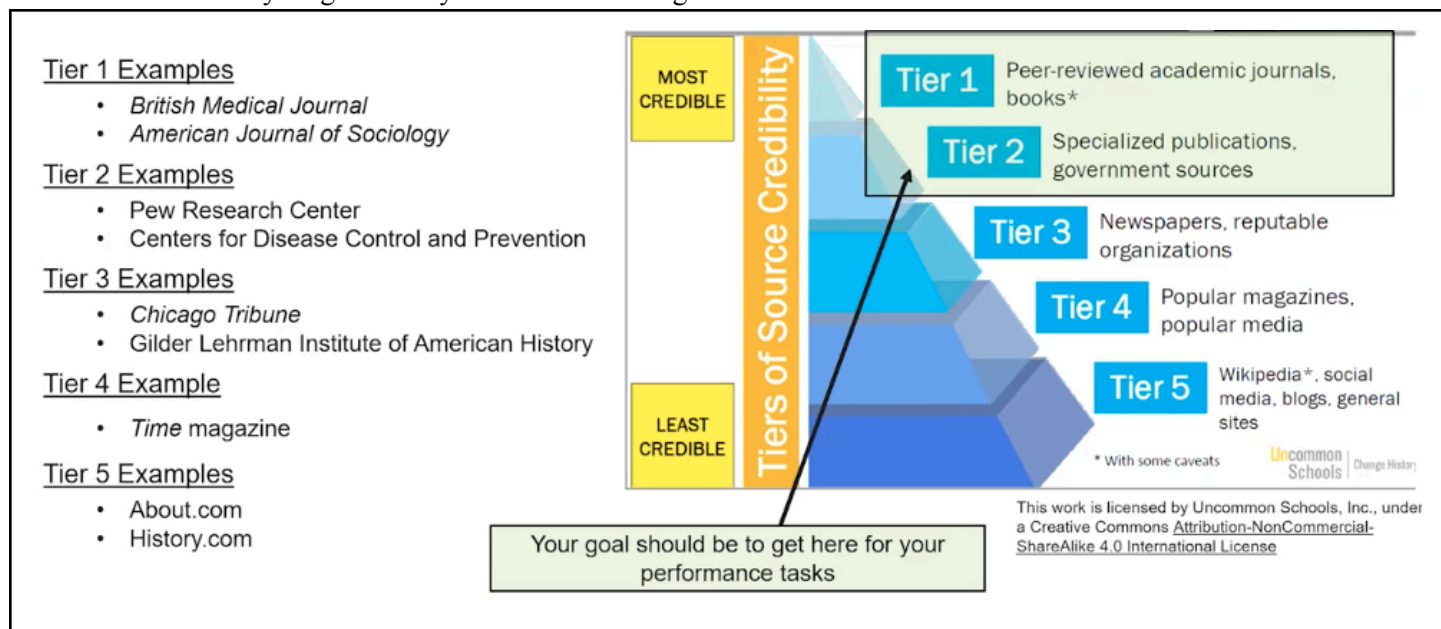 Tier 1 Examples
• British Medical Journal
• American Journal of Sociology
Tier 2 Examples
• Pew Research Center
• Centers for Disease Control and Prevention
Tier 3 Examples
• Chicago Tribune
• Gilder Lehrman Institute of American History
Tier 4 Example
• Time magazine
Tier 5 Examples
• About.com
• History.com
MOST
CREDIBLE
LEAST
CREDIBLE
Tiers of Source Credibility
Tier 1
Peer-reviewed academic journals,
books*
Tier 2
Specialized publications,
government sources
Tier 3
Newspapers, reputable
organizations
Tier 4
Popular magazines,
popular media
Tier 5
Wikipedia*, social
media, blogs, general
sites
* With some caveats
Uncommon
Schools
Change History
This work is licensed by Uncommon Schools, Inc., under
a Creative Commons Attribution-NonCommercial-
ShareAlike 4.0 International License
Your goal should be to get here for your
performance tasks